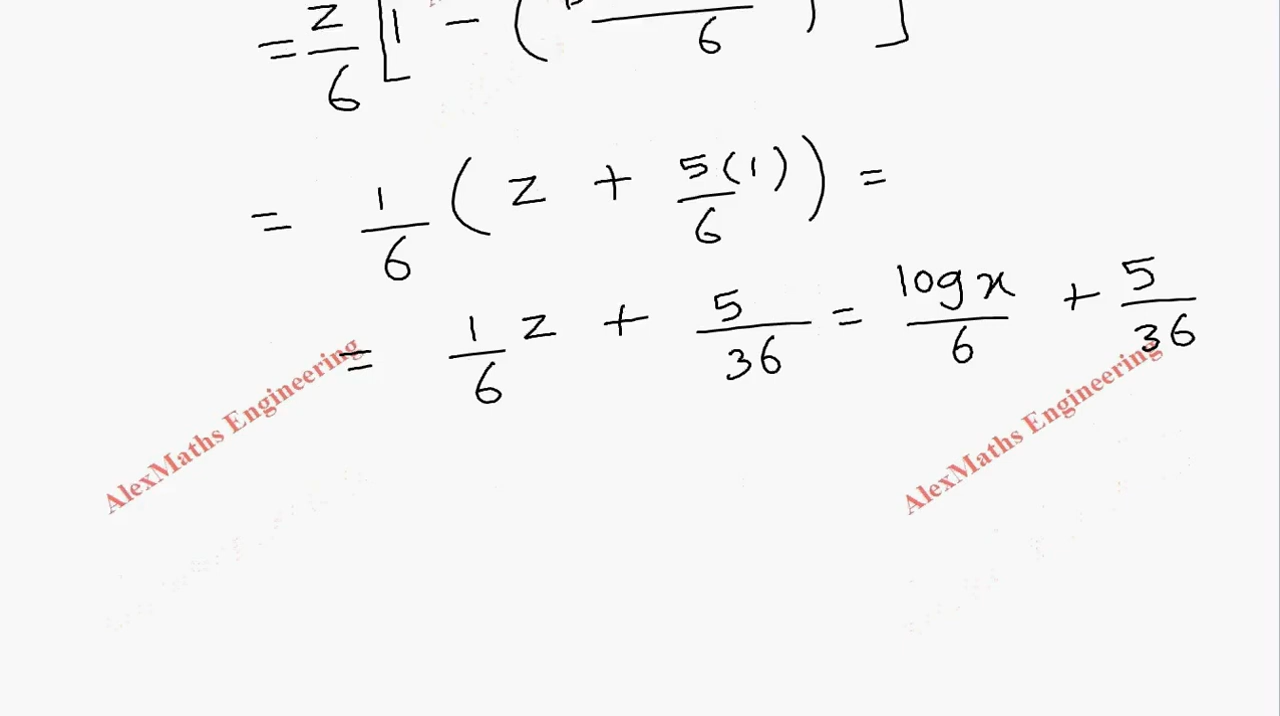 = z/6 [1 - ( /6 ) ]
= 1/6 (z + 5(1)/6) =
= 1/6 z + 5/36 = log x/6 + 5/36
AlexMaths Engineering
AlexMaths Engineering